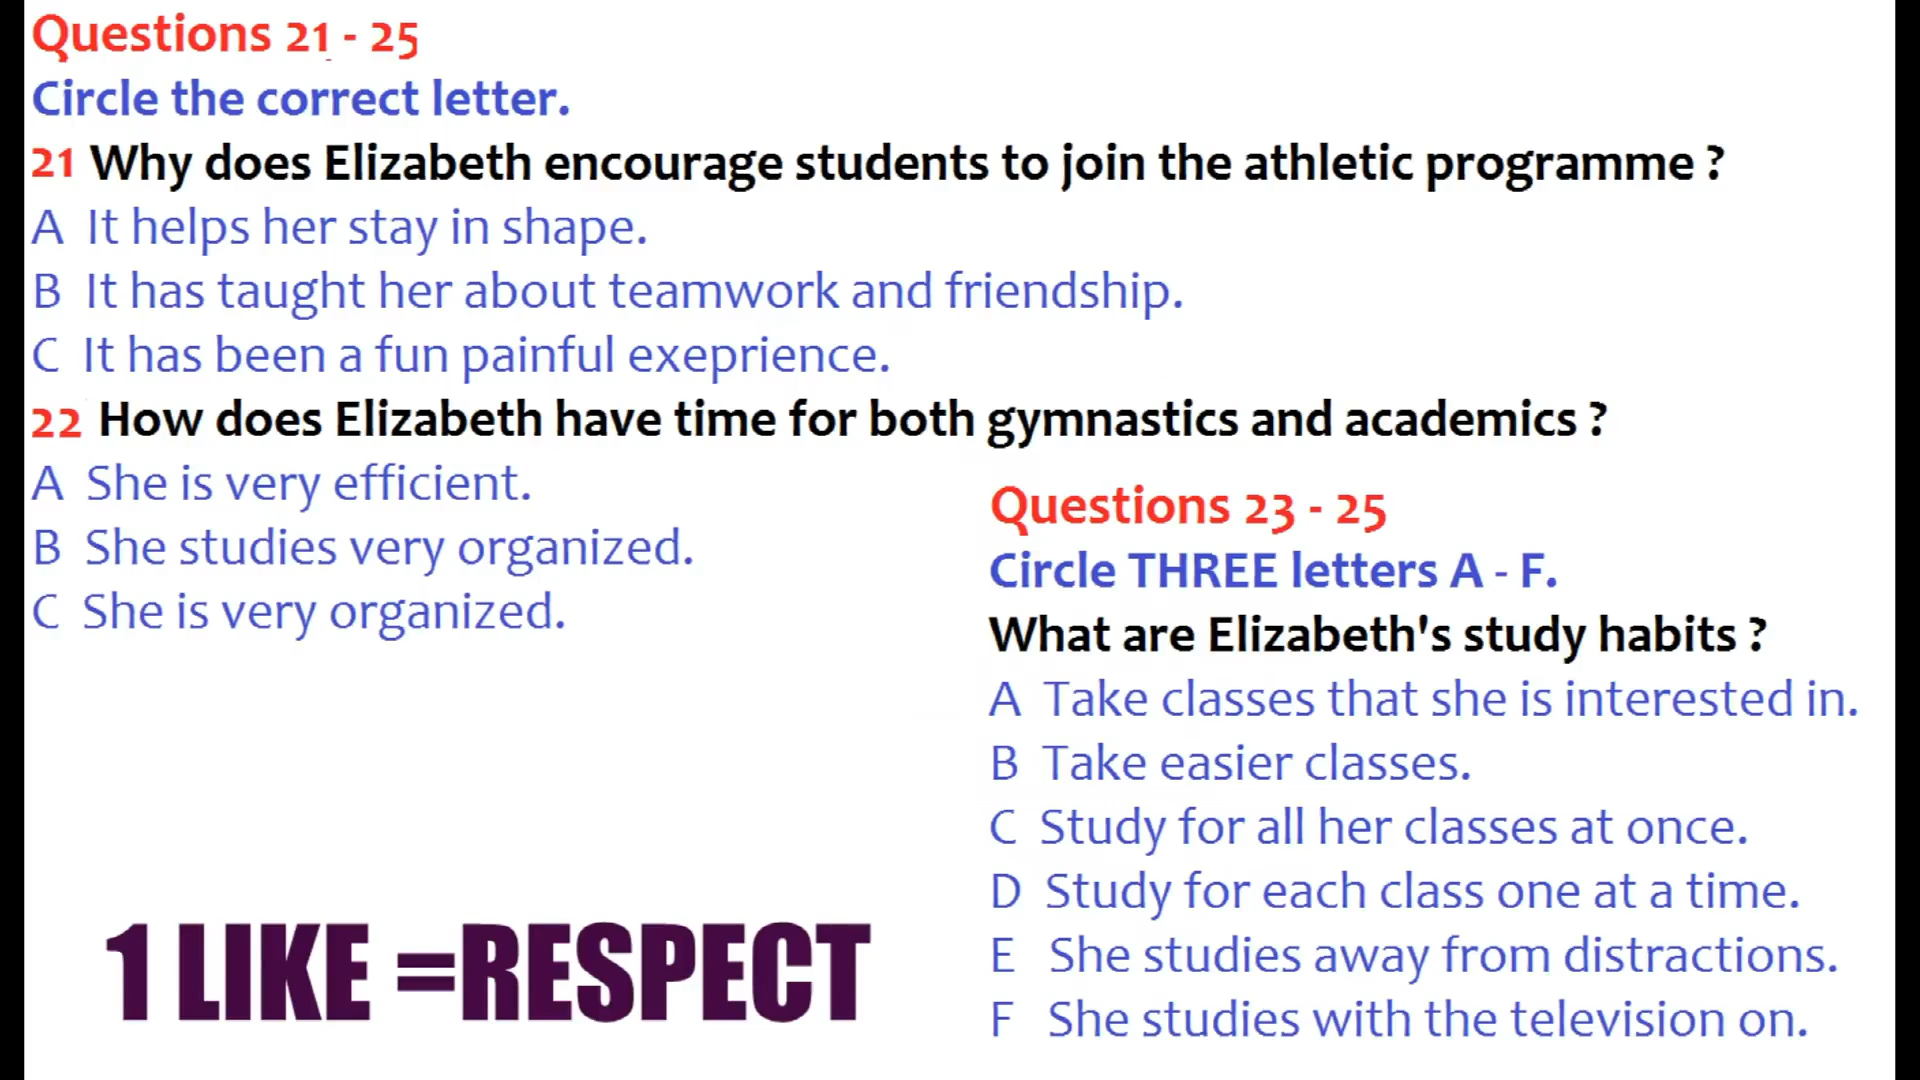 Questions 21 - 25
Circle the correct letter.
21 Why does Elizabeth encourage students to join the athletic programme ?
A It helps her stay in shape.
B It has taught her about teamwork and friendship.
C It has been a fun painful exeprience.
22 How does Elizabeth have time for both gymnastics and academics ?
A She is very efficient.
B She studies very organized.
C She is very organized.
Questions 23 - 25
Circle THREE letters A - F.
What are Elizabeth's study habits ?
A Take classes that she is interested in.
B Take easier classes.
C Study for all her classes at once.
D Study for each class one at a time.
E She studies away from distractions.
F She studies with the television on.
1 LIKE =RESPECT